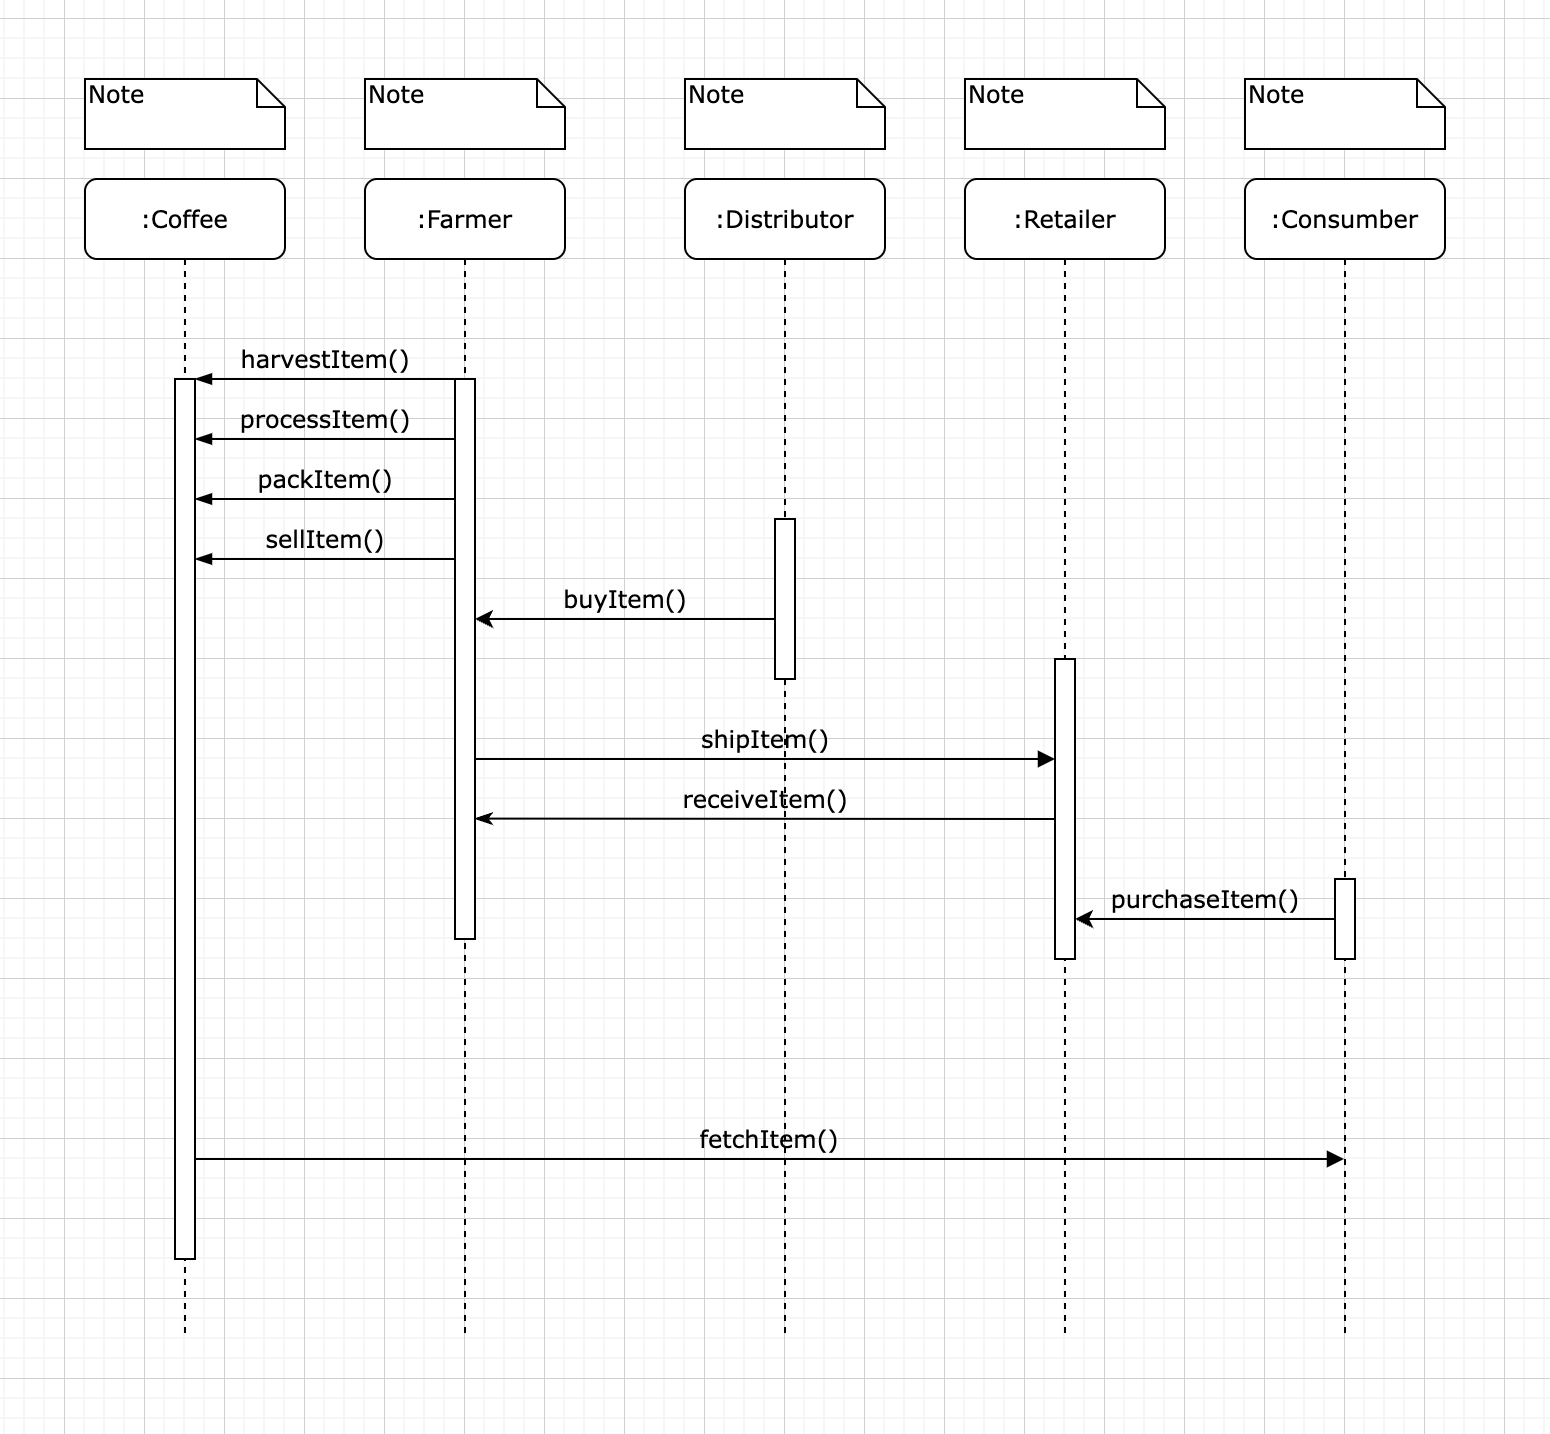 Note
Note
Note
Note
Note
:Coffee
:Farmer
:Distributor
:Retailer
:Consumber
harvestItem()
processItem()
packItem()
sellItem()
buyItem()
shipItem()
receiveItem()
purchaseItem()
fetchItem()